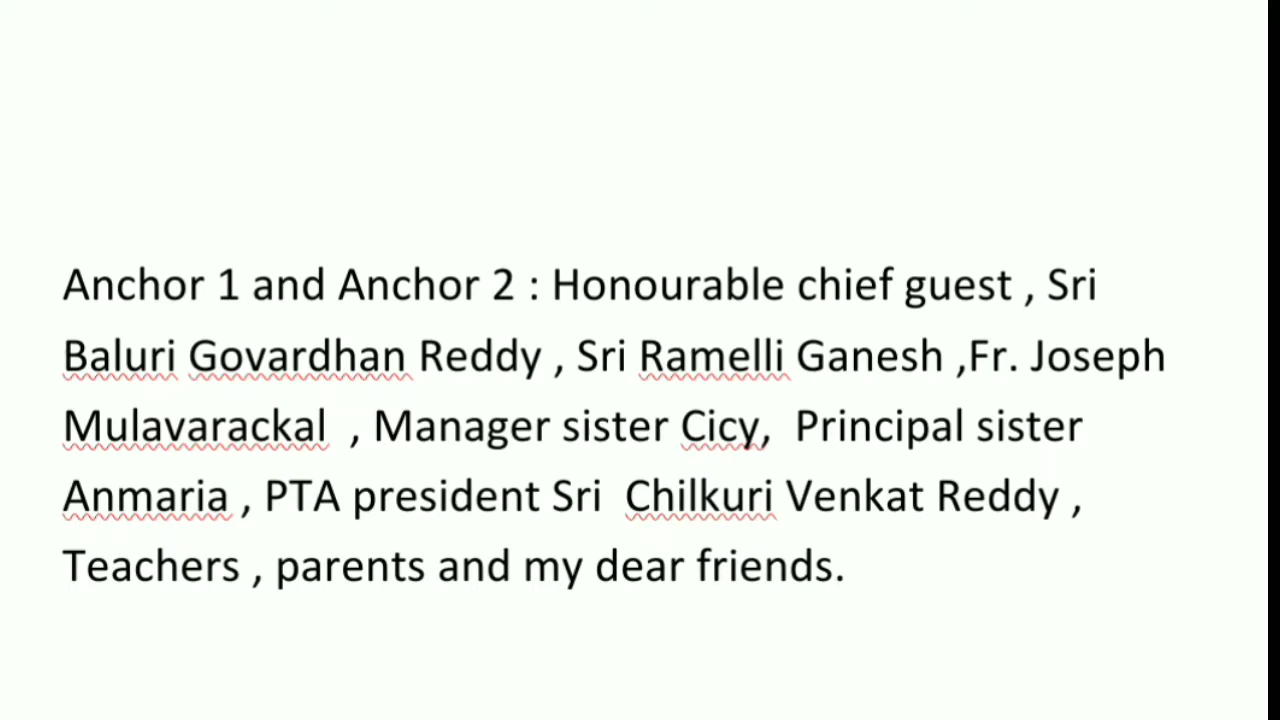 Anchor 1 and Anchor 2 : Honourable chief guest , Sri
Baluri Govardhan Reddy , Sri Ramelli Ganesh ,Fr. Joseph
Mulavarackal  , Manager sister Cicy,  Principal sister
Anmaria , PTA president Sri  Chilkuri Venkat Reddy ,
Teachers , parents and my dear friends.